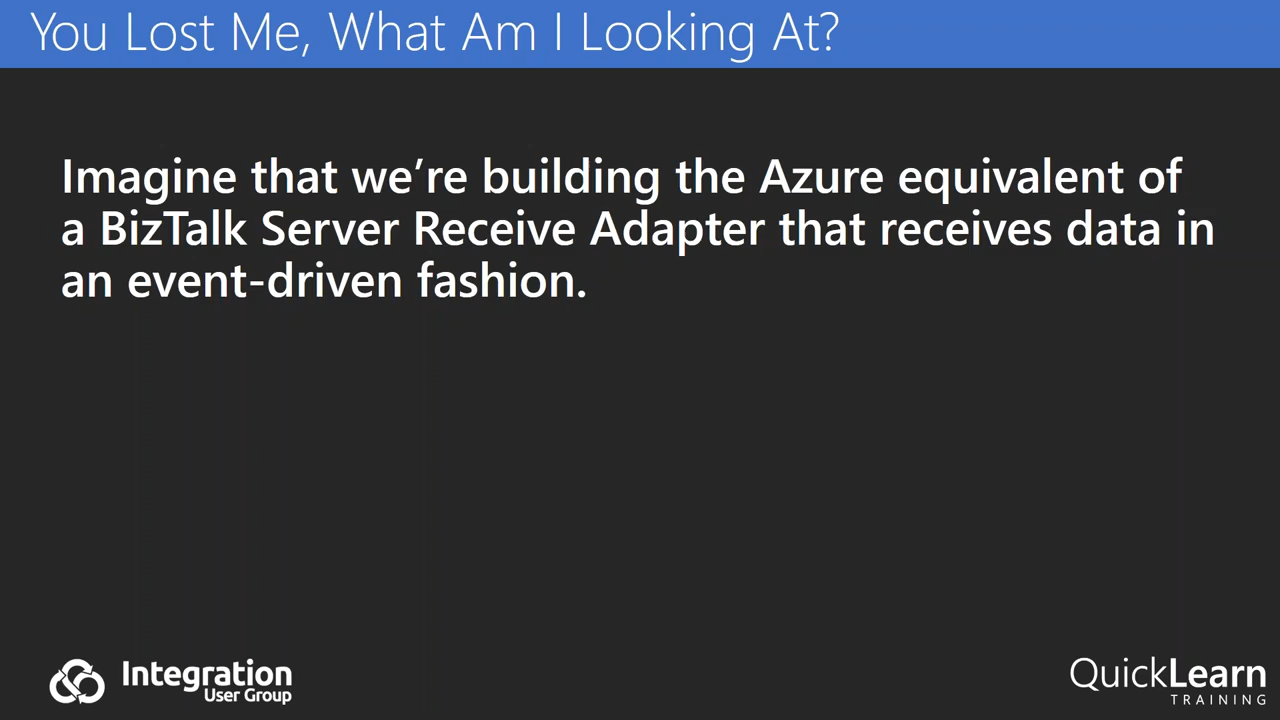 You Lost Me, What Am I Looking At?
Imagine that we’re building the Azure equivalent of
a BizTalk Server Receive Adapter that receives data in
an event-driven fashion.
Integration
User Group
QuickLearn
TRAINING